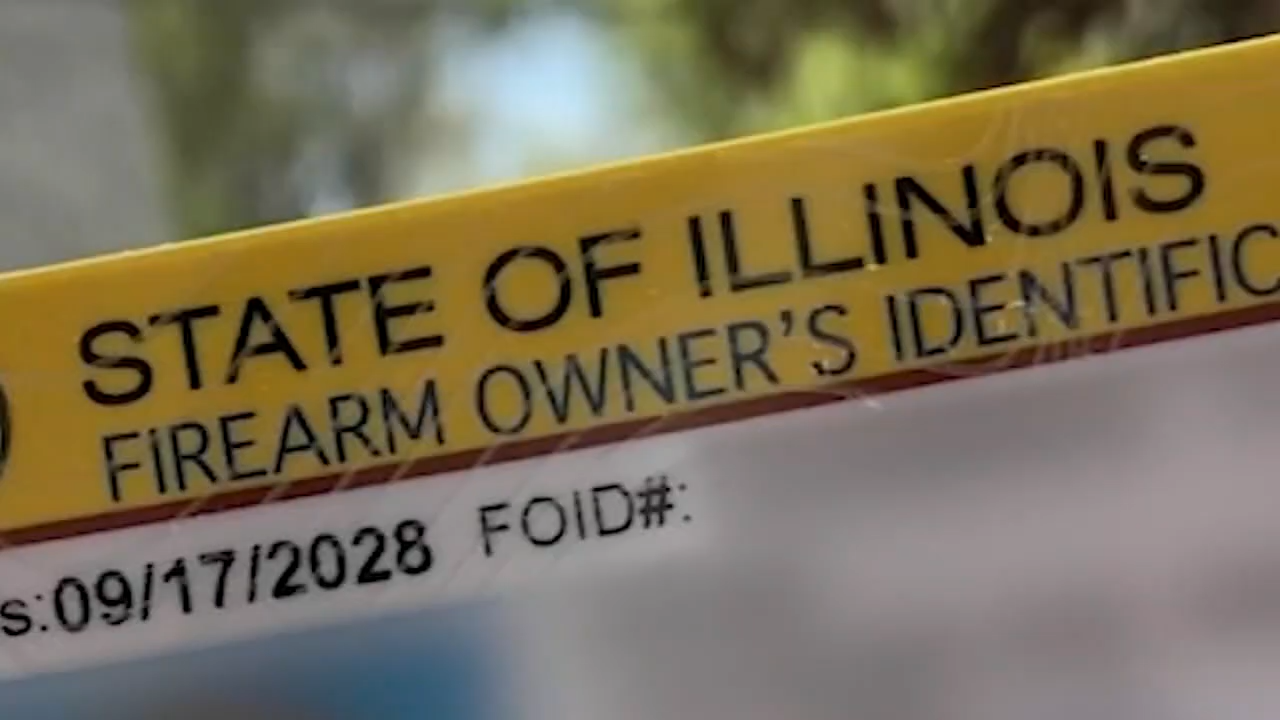 STATE OF ILLINOIS
FIREARM OWNER'S IDENTIFIC
s:09/17/2028 FOID#: